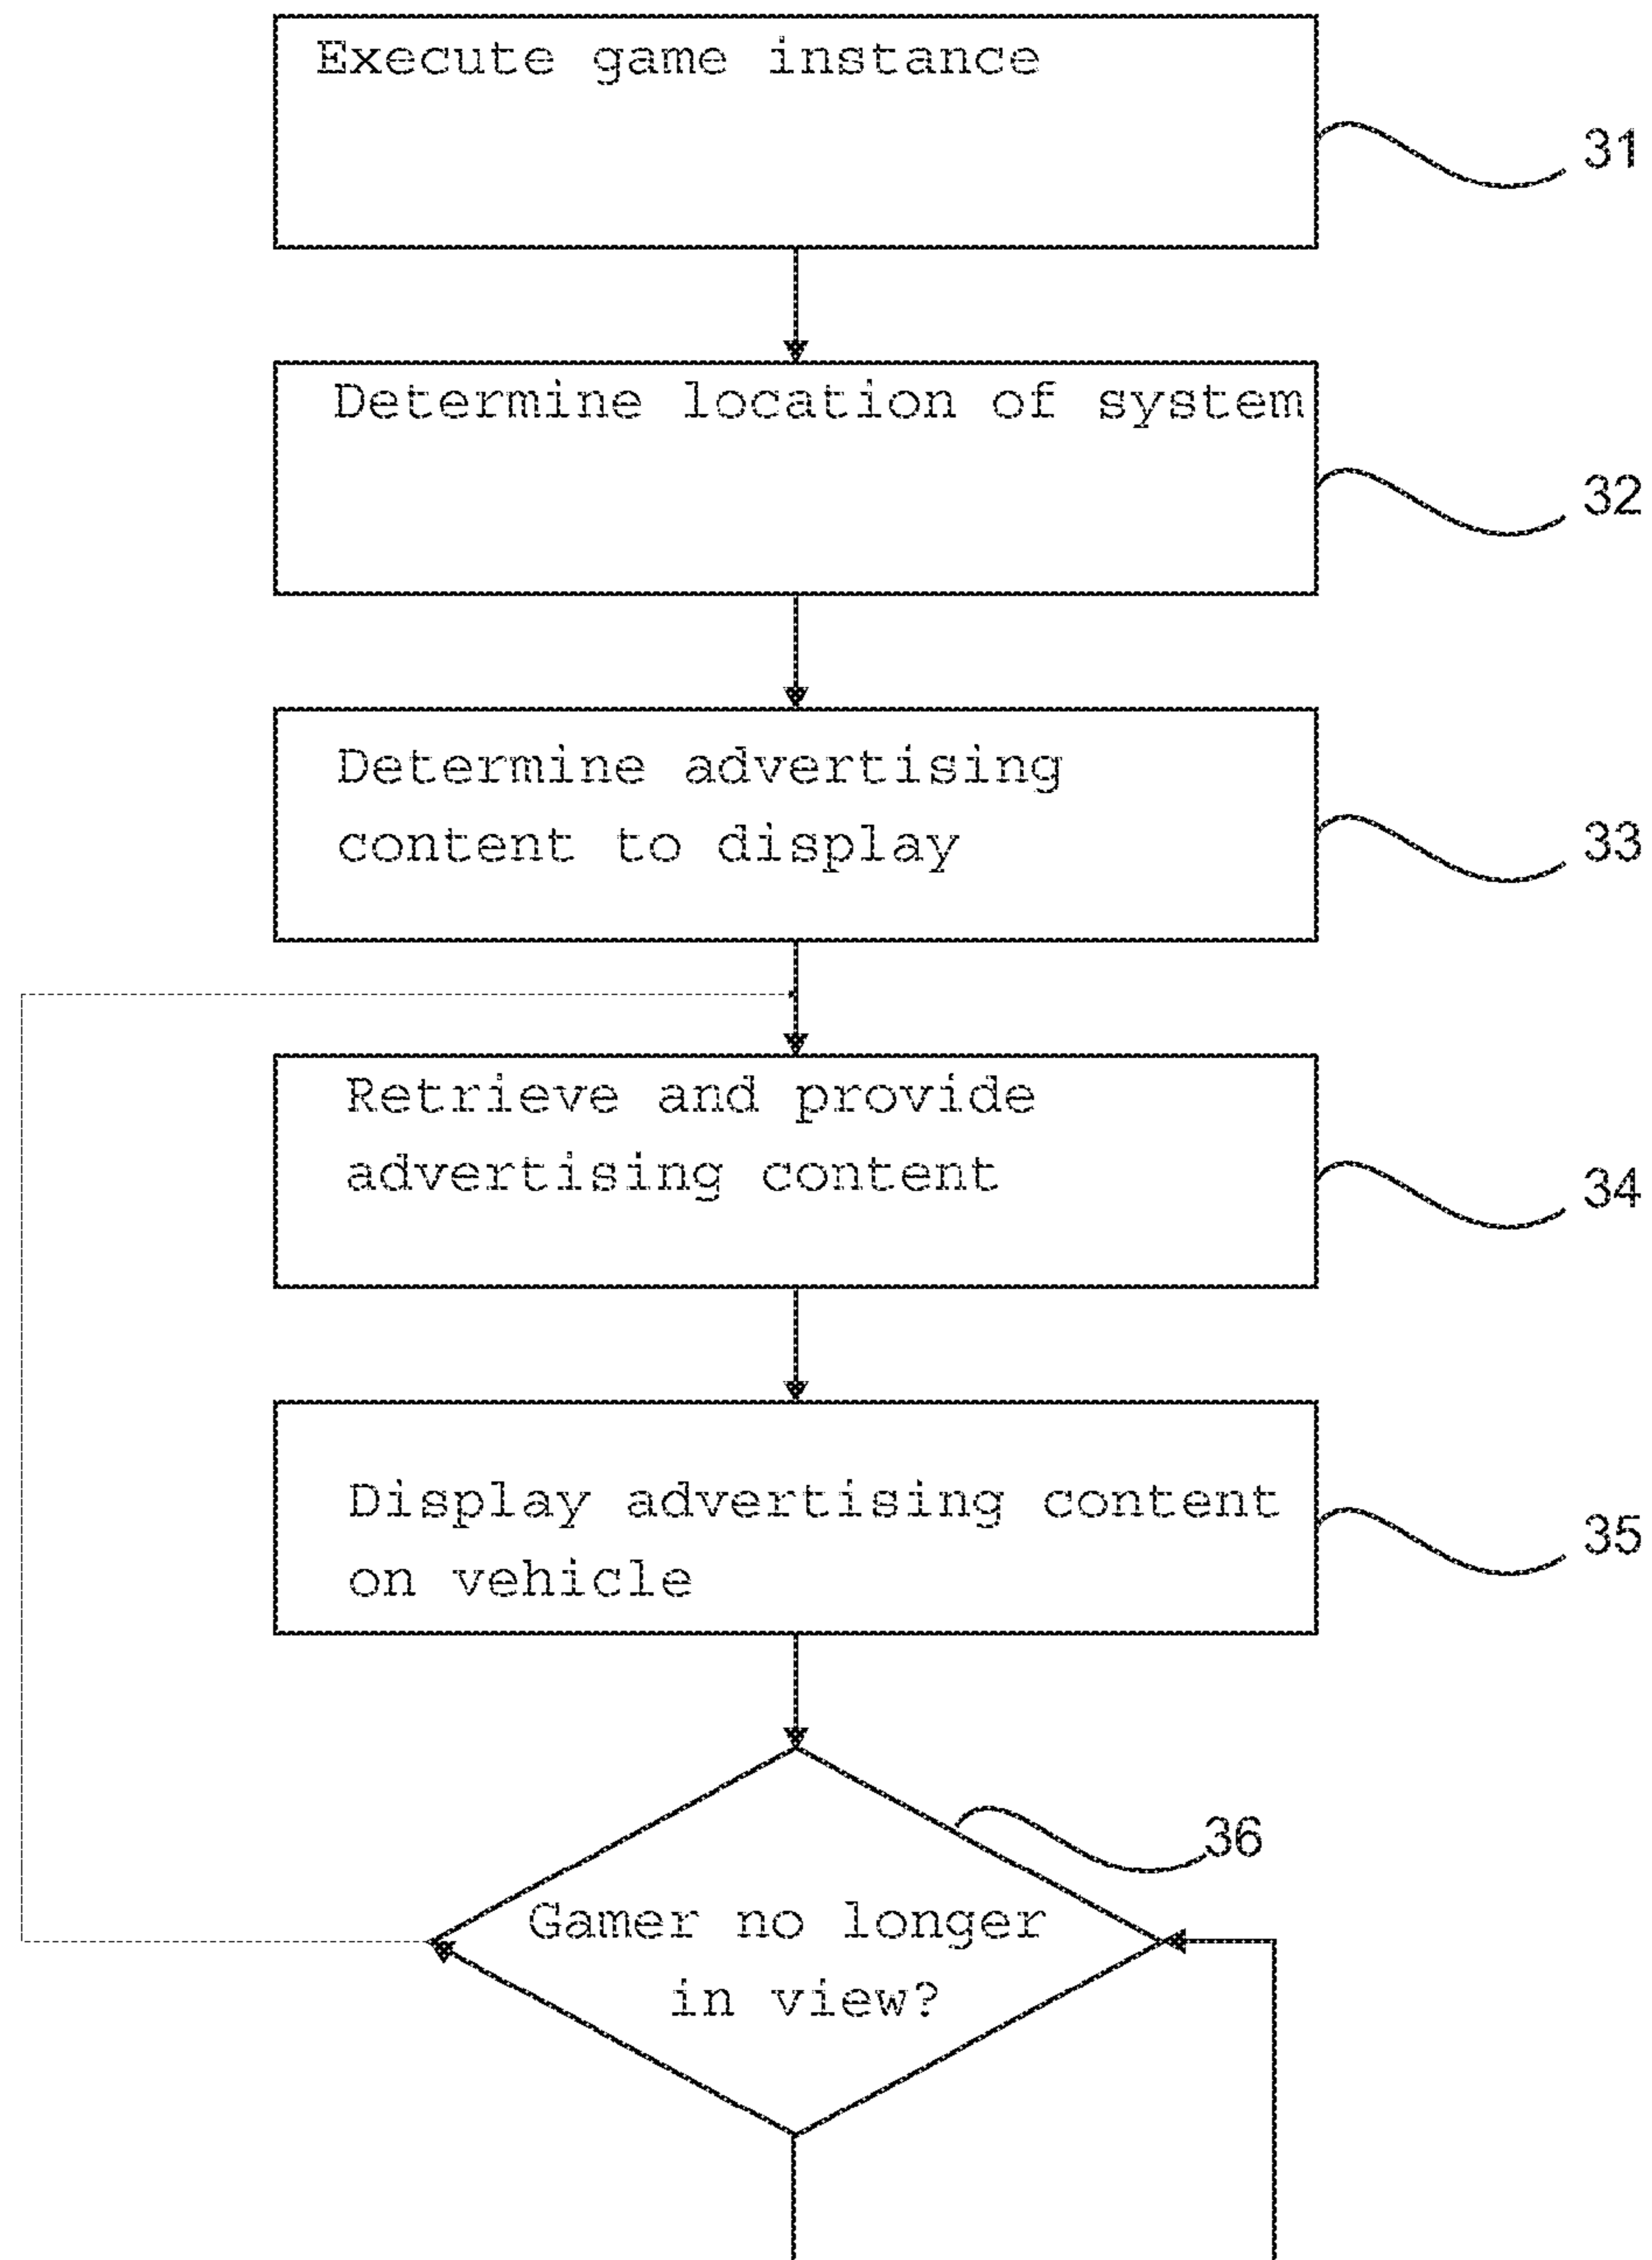 Execute game instance
31
Determine location of system
32
Determine advertising
content to display
33
Retrieve and provide
advertising content
34
Display advertising content
on vehicle
35
36
Gamer no longer
in view?